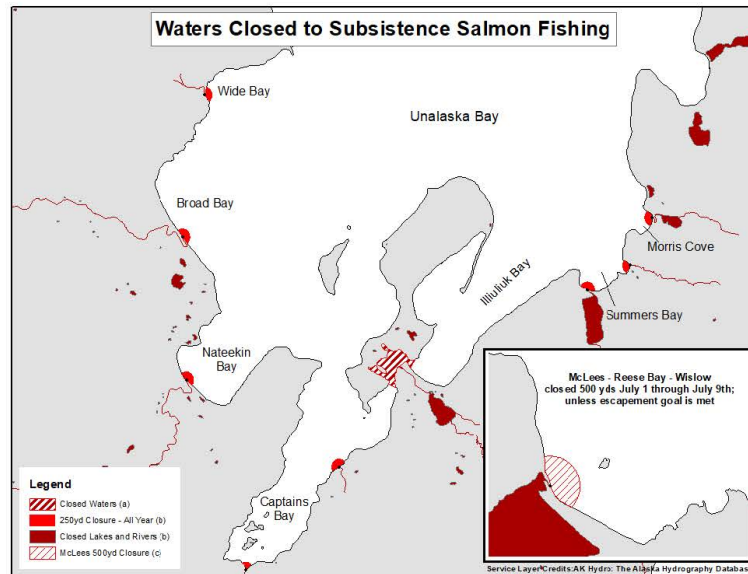 Waters Closed to Subsistence Salmon Fishing
Wide Bay
Unalaska Bay
Broad Bay
Morris Cove
Illiuliuk Bay
Summers Bay
Nateekin
Bay
McLees - Reese Bay - Wislow
closed 500 yds July 1 through July 9th;
unless escapement goal is met
Captains
Bay
Legend
Closed Waters (a)
250yd Closure - All Year (b)
Closed Lakes and Rivers (b)
McLees 500yd Closure (c)
Service Layer Credits:AK Hydro: The Alaska Hydrography Databas